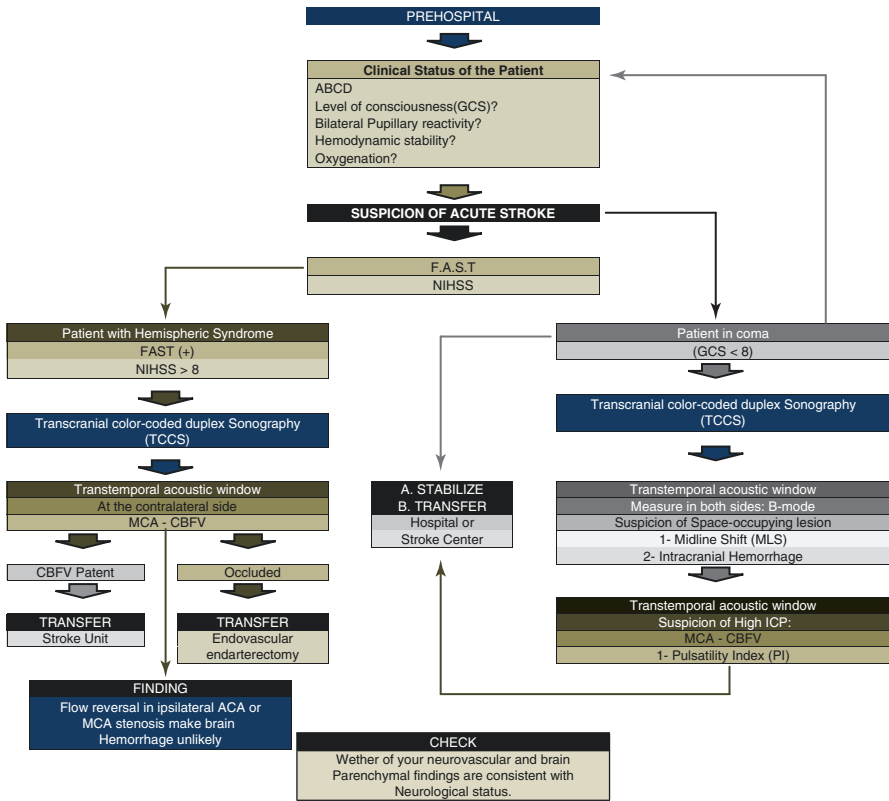 PREHOSPITAL
Clinical Status of the Patient
ABCD
Level of consciousness(GCS)?
Bilateral Pupillary reactivity?
Hemodynamic stability?
Oxygenation?
SUSPICION OF ACUTE STROKE
F.A.S.T
NIHSS
Patient with Hemispheric Syndrome
FAST (+)
NIHSS > 8
Transcranial color-coded duplex Sonography
(TCCS)
Transtemporal acoustic window
At the contralateral side
MCA - CBFV
CBFV Patent
Occluded
TRANSFER
Stroke Unit
TRANSFER
Endovascular
endarterectomy
FINDING
Flow reversal in ipsilateral ACA or
MCA stenosis make brain
Hemorrhage unlikely
A. STABILIZE
B. TRANSFER
Hospital or
Stroke Center
Patient in coma
(GCS < 8)
Transcranial color-coded duplex Sonography
(TCCS)
Transtemporal acoustic window
Measure in both sides: B-mode
Suspicion of Space-occupying lesion
1- Midline Shift (MLS)
2- Intracranial Hemorrhage
Transtemporal acoustic window
Suspicion of High ICP:
MCA - CBFV
1- Pulsatility Index (PI)
CHECK
Wether of your neurovascular and brain
Parenchymal findings are consistent with
Neurological status.